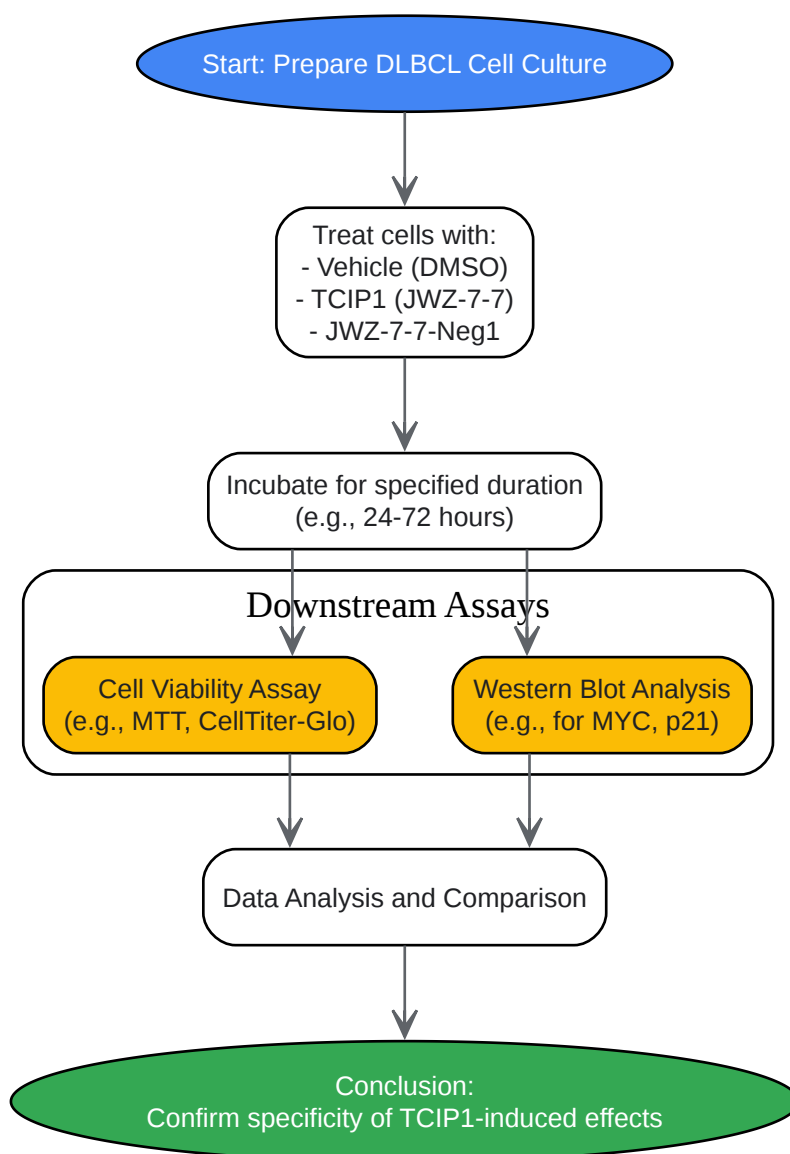 Start: Prepare DLBCL Cell Culture
Treat cells with:
- Vehicle (DMSO)
- TCIP1 (JWZ-7-7)
- JWZ-7-7-Neg1
Incubate for specified duration
(e.g., 24-72 hours)
Downstream Assays
Cell Viability Assay
(e.g., MTT, CellTiter-Glo)
Western Blot Analysis
(e.g., for MYC, p21)
Data Analysis and Comparison
Conclusion:
Confirm specificity of TCIP1-induced effects